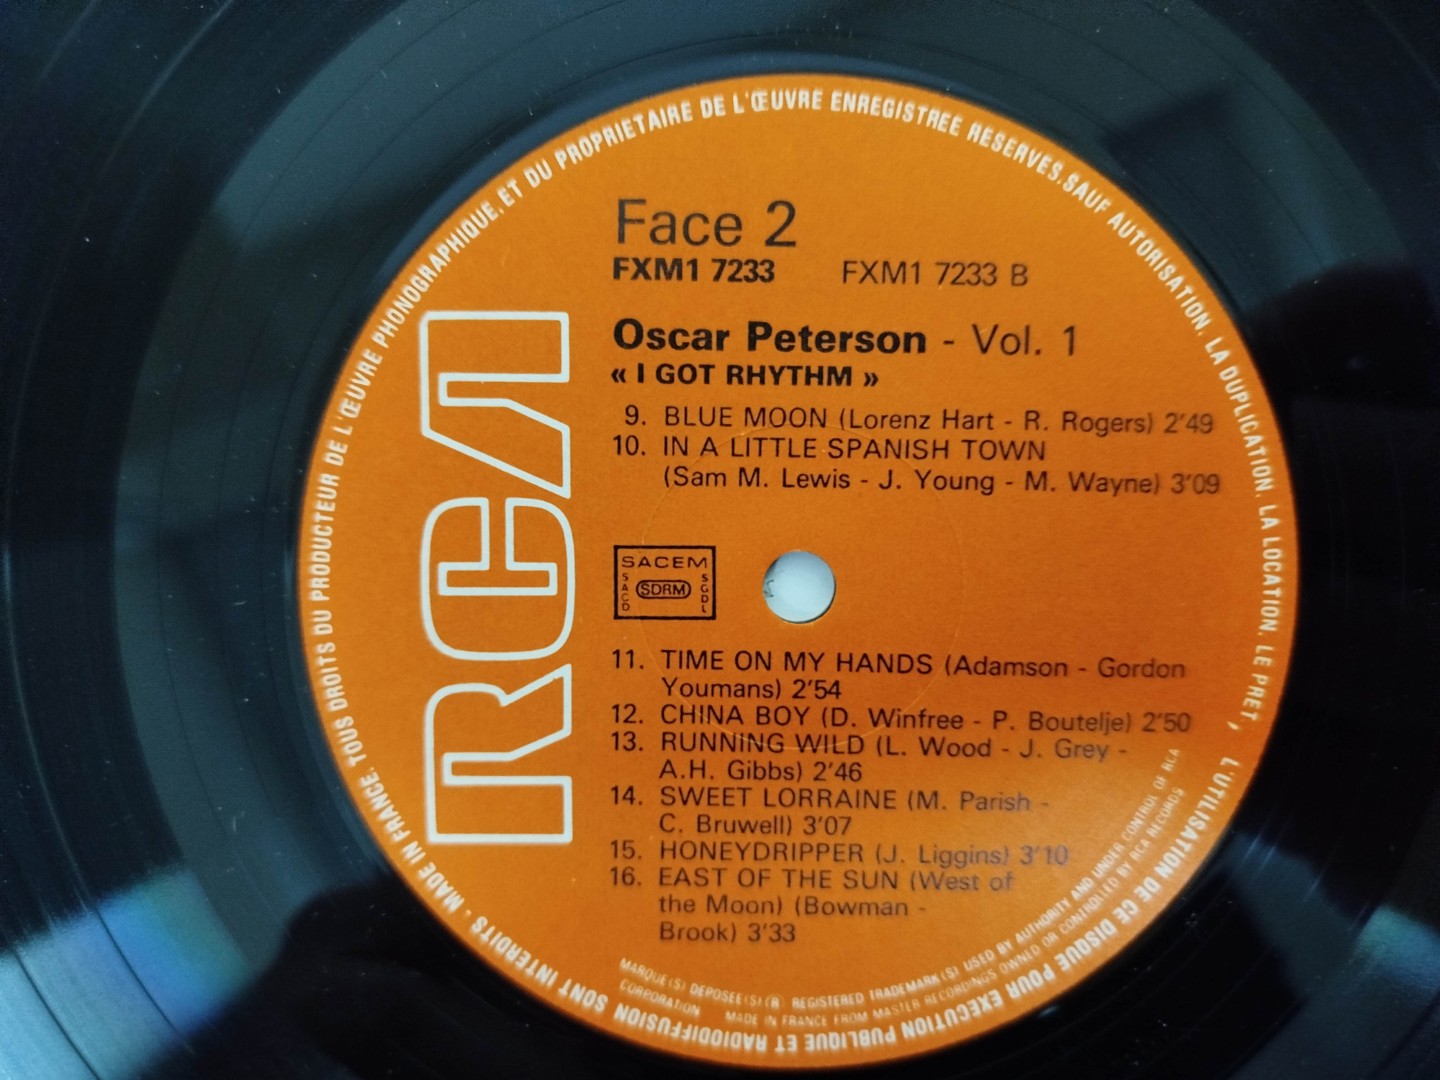 Face 2
FXM1 7233 FXM1 7233 B
Oscar Peterson - Vol. 1
« I GOT RHYTHM »
9. BLUE MOON (Lorenz Hart - R. Rogers) 2'49
10. IN A LITTLE SPANISH TOWN
(Sam M. Lewis - J. Young - M. Wayne) 3'09
RCA
SACEM
SACD
SDRM
SGDL
11. TIME ON MY HANDS (Adamson - Gordon
Youmans) 2'54
12. CHINA BOY (D. Winfree - P. Boutelje) 2'50
13. RUNNING WILD (L. Wood - J. Grey -
A.H. Gibbs) 2'46
14. SWEET LORRAINE (M. Parish -
C. Bruwell) 3'07
15. HONEYDRIPPER (J. Liggins) 3'10
16. EAST OF THE SUN (West of
the Moon) (Bowman -
Brook) 3'33
MARQUE(S) DEPOSEE(S) ® REGISTERED TRADEMARK(S) USED BY AUTHORITY AND UNDER CONTROL OF RCA
CORPORATION MADE IN FRANCE FROM MASTER RECORDINGS OWNED OR CONTROLLED BY RCA RECORDS
MADE IN FRANCE. TOUS DROITS DU PRODUCTEUR DE L'ŒUVRE PHONOGRAPHIQUE, ET DU PROPRIETAIRE DE L'ŒUVRE ENREGISTREE RESERVES. SAUF AUTORISATION. LA DUPLICATION. LA LOCATION. LE PRET, L'UTILISATION DE CE DISQUE POUR EXECUTION PUBLIQUE ET RADIODIFFUSION SONT INTERDITS ·